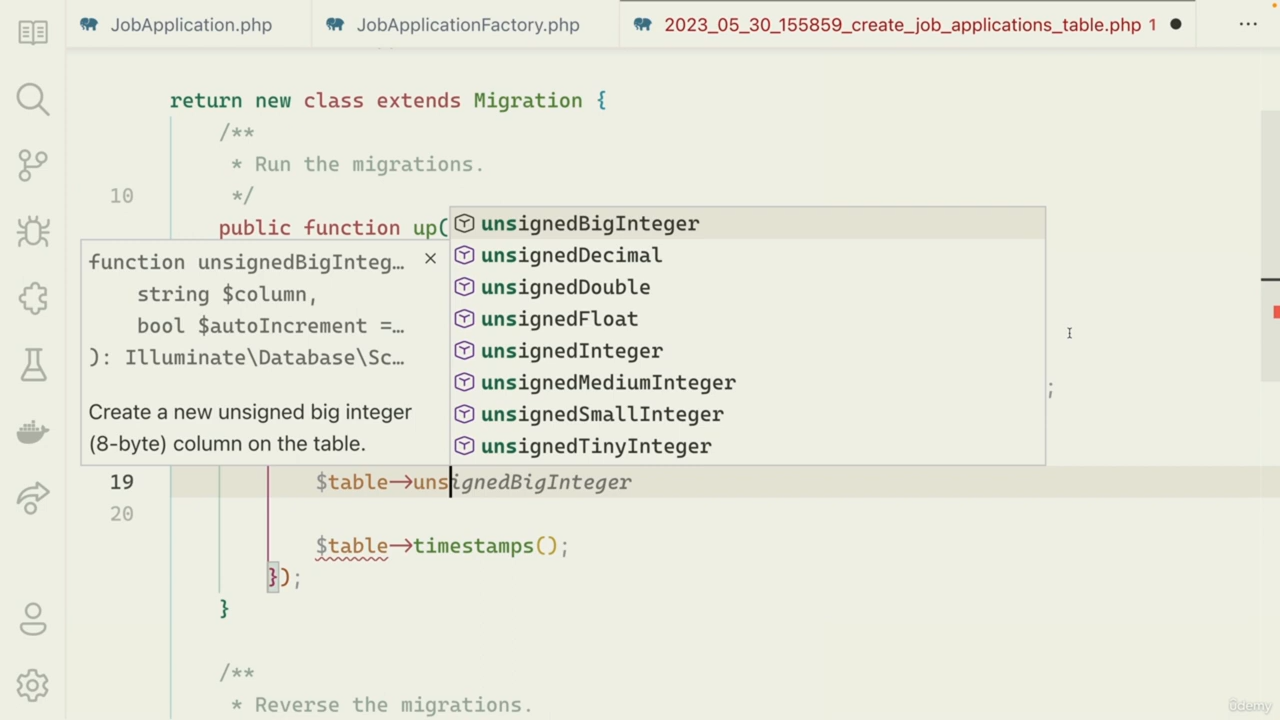 JobApplication.php
JobApplicationFactory.php
2023_05_30_155859_create_job_applications_table.php 1
return new class extends Migration {
/**
* Run the migrations.
10 */
public function up(
unsignedBigInteger
unsignedDecimal
unsignedDouble
unsignedFloat
unsignedInteger
unsignedMediumInteger
unsignedSmallInteger
unsignedTinyInteger
function unsignedBigInteg…
string $column,
bool $autoIncrement =…
): Illuminate\Database\Sc…
Create a new unsigned big integer
(8-byte) column on the table.
;
19 $table→unsignedBigInteger
20
$table→timestamps();
});
}
/**
* Reverse the migrations.
ûdemy